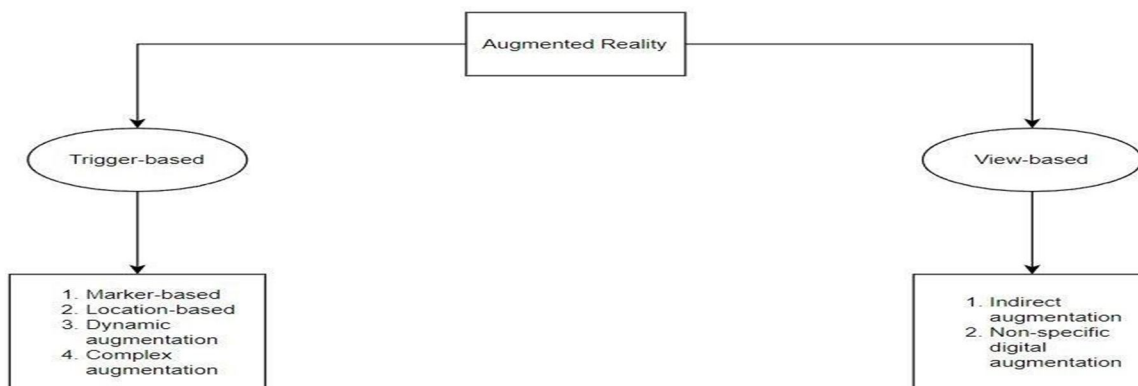 Augmented Reality
Trigger-based
View-based
1. Marker-based
2. Location-based
3. Dynamic
augmentation
4. Complex
augmentation
1. Indirect
augmentation
2. Non-specific
digital
augmentation